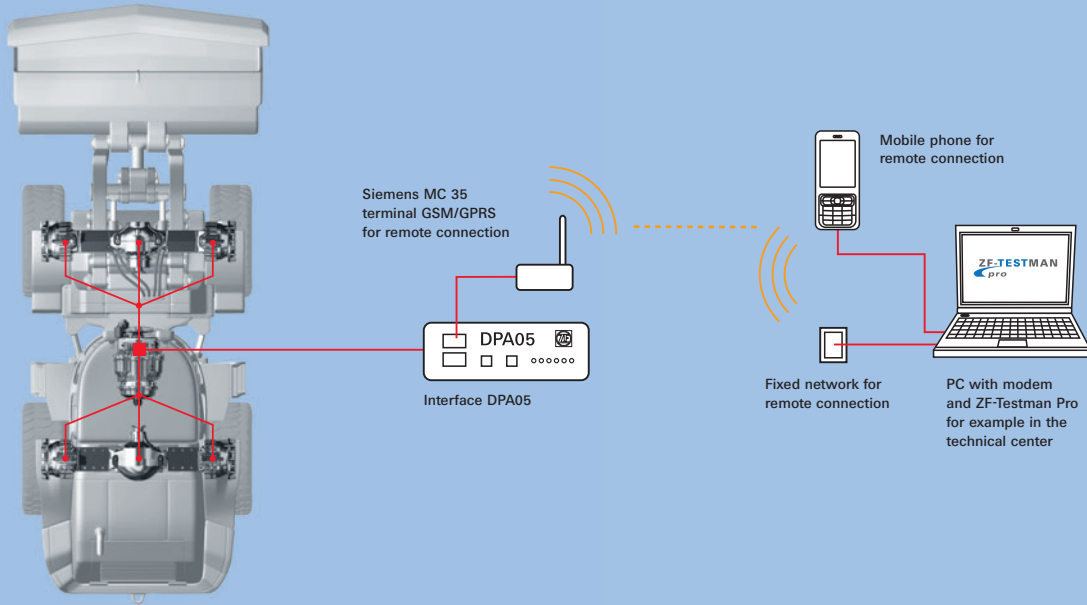 Siemens MC 35
terminal GSM/GPRS
for remote connection
DPA05
ZF
Interface DPA05
Mobile phone for
remote connection
ZF-TESTMAN
pro
Fixed network for
remote connection
PC with modem
and ZF-Testman Pro
for example in the
technical center